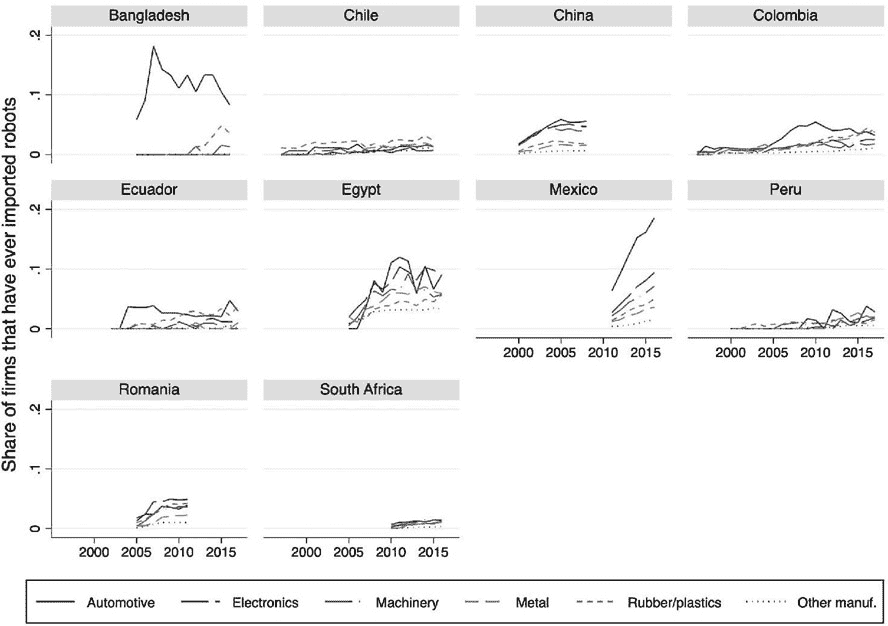 Bangladesh Chile China Colombia
.2
.1
0
Ecuador Egypt Mexico Peru
.2
.1
0
2000 2005 2010 2015 2000 2005 2010 2015
Romania South Africa
.2
.1
0
2000 2005 2010 2015 2000 2005 2010 2015
Share of firms that have ever imported robots
Automotive Electronics Machinery Metal Rubber/plastics Other manuf.